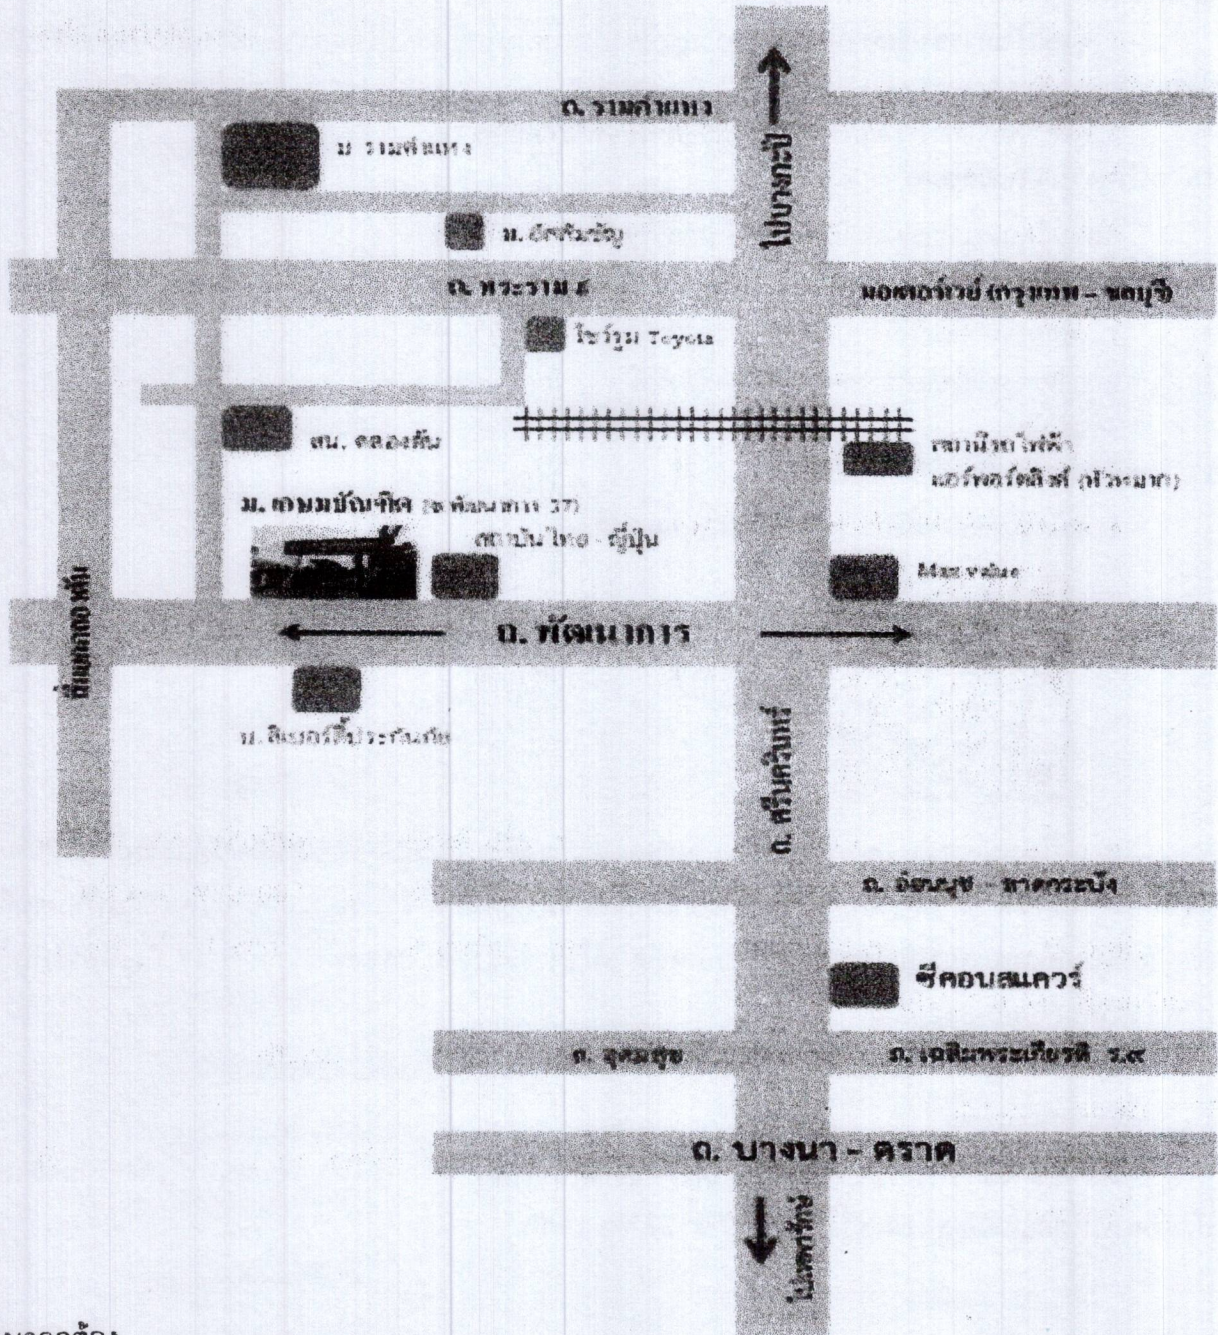 ถ. รามคำแหง
ไปบางกะปิ
ม รามคำแหง
ม. อัสสัมชัญ
ถ. พระราม ๙
มอเตอร์เวย์ (กรุงเทพ - ชลบุรี)
โชว์รูม Toyota
สน. คลองตัน
สถานีรถไฟฟ้า
แอร์พอร์ตลิงค์ (หัวหมาก)
ม. เกษมบัณฑิต (ซ พัฒนาการ 37)
สถาบันไทย - ญี่ปุ่น
Max value
ถ. พัฒนาการ
ถ. ศรีนครินทร์
ถ. อ่อนนุช - ลาดกระบัง
ซีคอนสแควร์
ถ. อุดมสุข
ถ. เฉลิมพระเกียรติ ร.๙
ถ. บางนา - ตราด